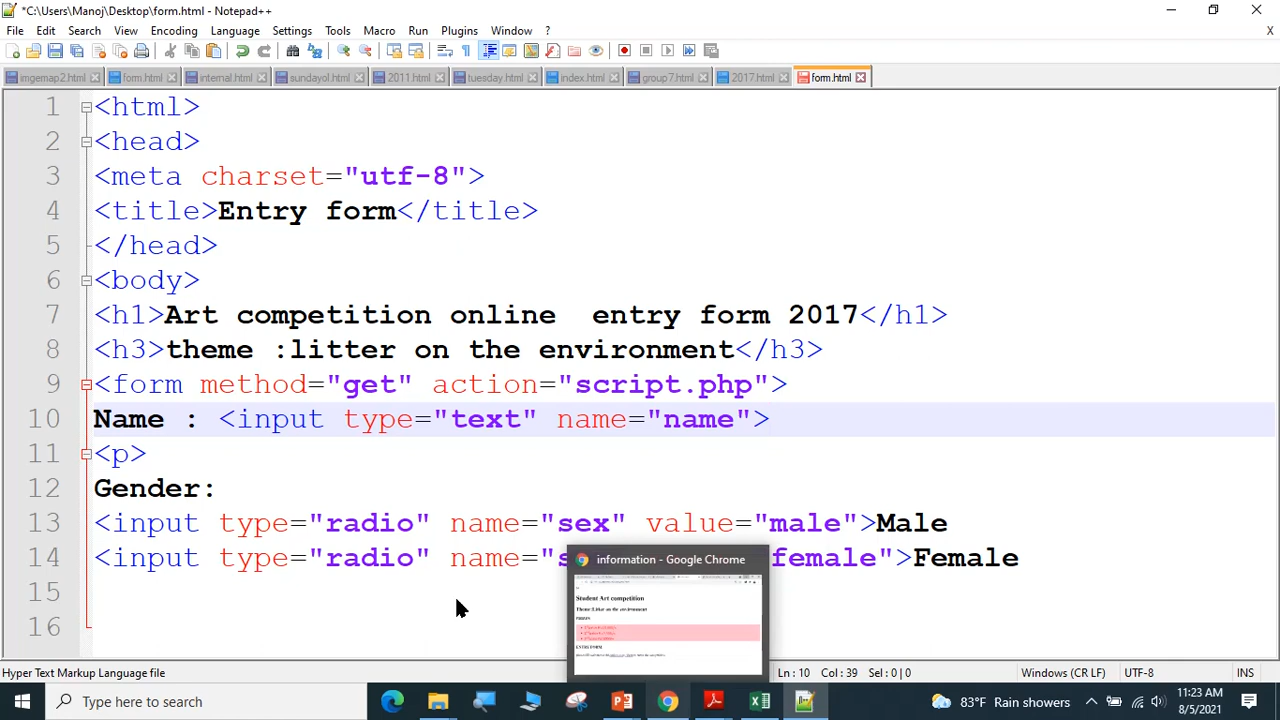 *C:\Users\Manoj\Desktop\form.html - Notepad++
File Edit Search View Encoding Language Settings Tools Macro Run Plugins Window ? X
imgemap2.html form.html internal.html sundayol.html 2011.html tuesday.html index.html group7.html 2017.html form.html
1 <html>
2 <head>
3 <meta charset="utf-8">
4 <title>Entry form</title>
5 </head>
6 <body>
7 <h1>Art competition online  entry form 2017</h1>
8 <h3>theme :litter on the environment</h3>
9 <form method="get" action="script.php">
10 Name : <input type="text" name="name">
11 <p>
12 Gender:
13 <input type="radio" name="sex" value="male">Male
14 <input type="radio" name="s female">Female
15
16
information - Google Chrome
Student Art competition
Theme:Litter on the environment
ENTRY FORM
Hyper Text Markup Language file Ln : 10 Col : 39 Sel : 0 | 0 Windows (CR LF) UTF-8 INS
Type here to search 83°F Rain showers 11:23 AM
8/5/2021